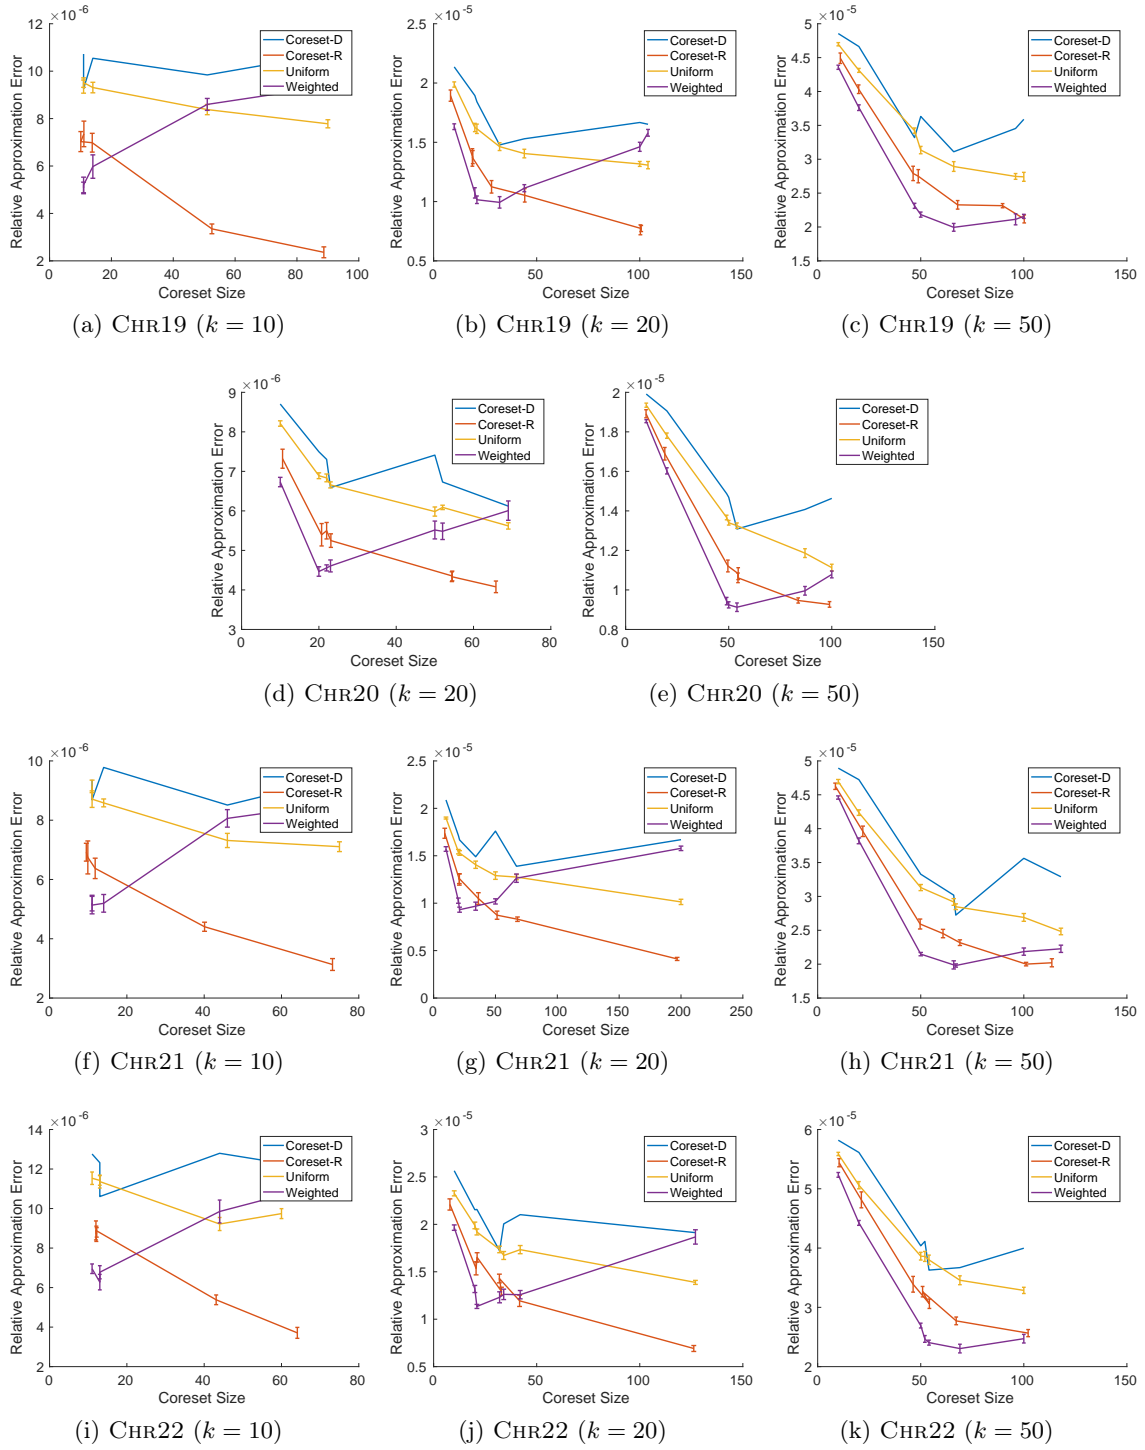 ×10⁻⁶ ×10⁻⁵ ×10⁻⁵
12 2.5 5
Coreset-D Coreset-D Coreset-D
Coreset-R Coreset-R Coreset-R
Uniform Uniform Uniform
Weighted Weighted Weighted
10 2 4.5
8 1.5 4
6 1 3.5
4 0.5 3
2 2.5
2
1.5
Relative Approximation Error Relative Approximation Error Relative Approximation Error
0 20 40 60 80 100 0 50 100 150 0 50 100 150
Coreset Size Coreset Size Coreset Size
(a) CHR19 (k = 10) (b) CHR19 (k = 20) (c) CHR19 (k = 50)
×10⁻⁶ ×10⁻⁵
9 2
Coreset-D Coreset-D
Coreset-R Coreset-R
Uniform Uniform
Weighted Weighted
8 1.8
7 1.6
6 1.4
5 1.2
4 1
3 0.8
Relative Approximation Error Relative Approximation Error
0 20 40 60 80 0 50 100 150
Coreset Size Coreset Size
(d) CHR20 (k = 20) (e) CHR20 (k = 50)
×10⁻⁶ ×10⁻⁵ ×10⁻⁵
10 2.5 5
Coreset-D Coreset-D Coreset-D
Coreset-R Coreset-R Coreset-R
Uniform Uniform Uniform
Weighted Weighted Weighted
8 2 4.5
6 1.5 4
4 1 3.5
2 0.5 3
0 2.5
2
1.5
Relative Approximation Error Relative Approximation Error Relative Approximation Error
0 20 40 60 80 0 50 100 150 200 250 0 50 100 150
Coreset Size Coreset Size Coreset Size
(f) CHR21 (k = 10) (g) CHR21 (k = 20) (h) CHR21 (k = 50)
×10⁻⁶ ×10⁻⁵ ×10⁻⁵
14 3 6
Coreset-D Coreset-D Coreset-D
Coreset-R Coreset-R Coreset-R
Uniform Uniform Uniform
Weighted Weighted Weighted
12 2.5 5
10 2 4
8 1.5 3
6 1 2
4 0.5
2
Relative Approximation Error Relative Approximation Error Relative Approximation Error
0 20 40 60 80 0 50 100 150 0 50 100 150
Coreset Size Coreset Size Coreset Size
(i) CHR22 (k = 10) (j) CHR22 (k = 20) (k) CHR22 (k = 50)